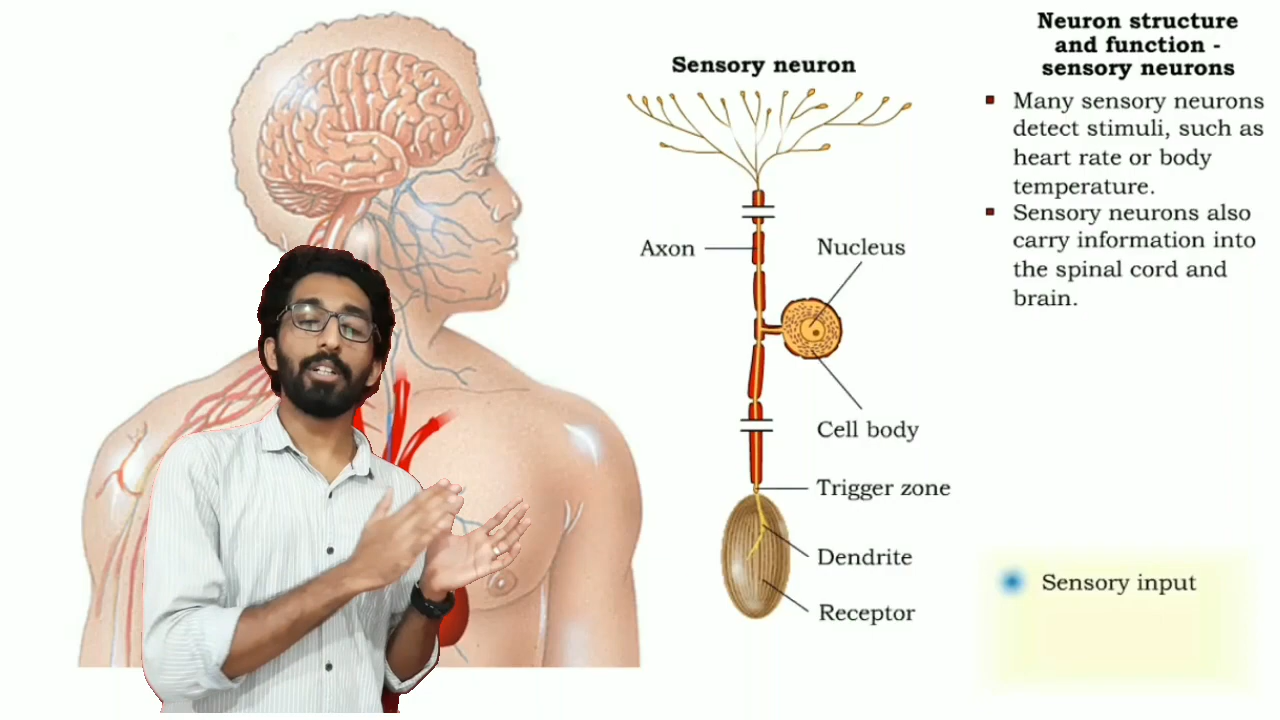 Sensory neuron
Axon
Nucleus
Cell body
Trigger zone
Dendrite
Receptor
Neuron structure
and function -
sensory neurons
Many sensory neurons
detect stimuli, such as
heart rate or body
temperature.
Sensory neurons also
carry information into
the spinal cord and
brain.
Sensory input